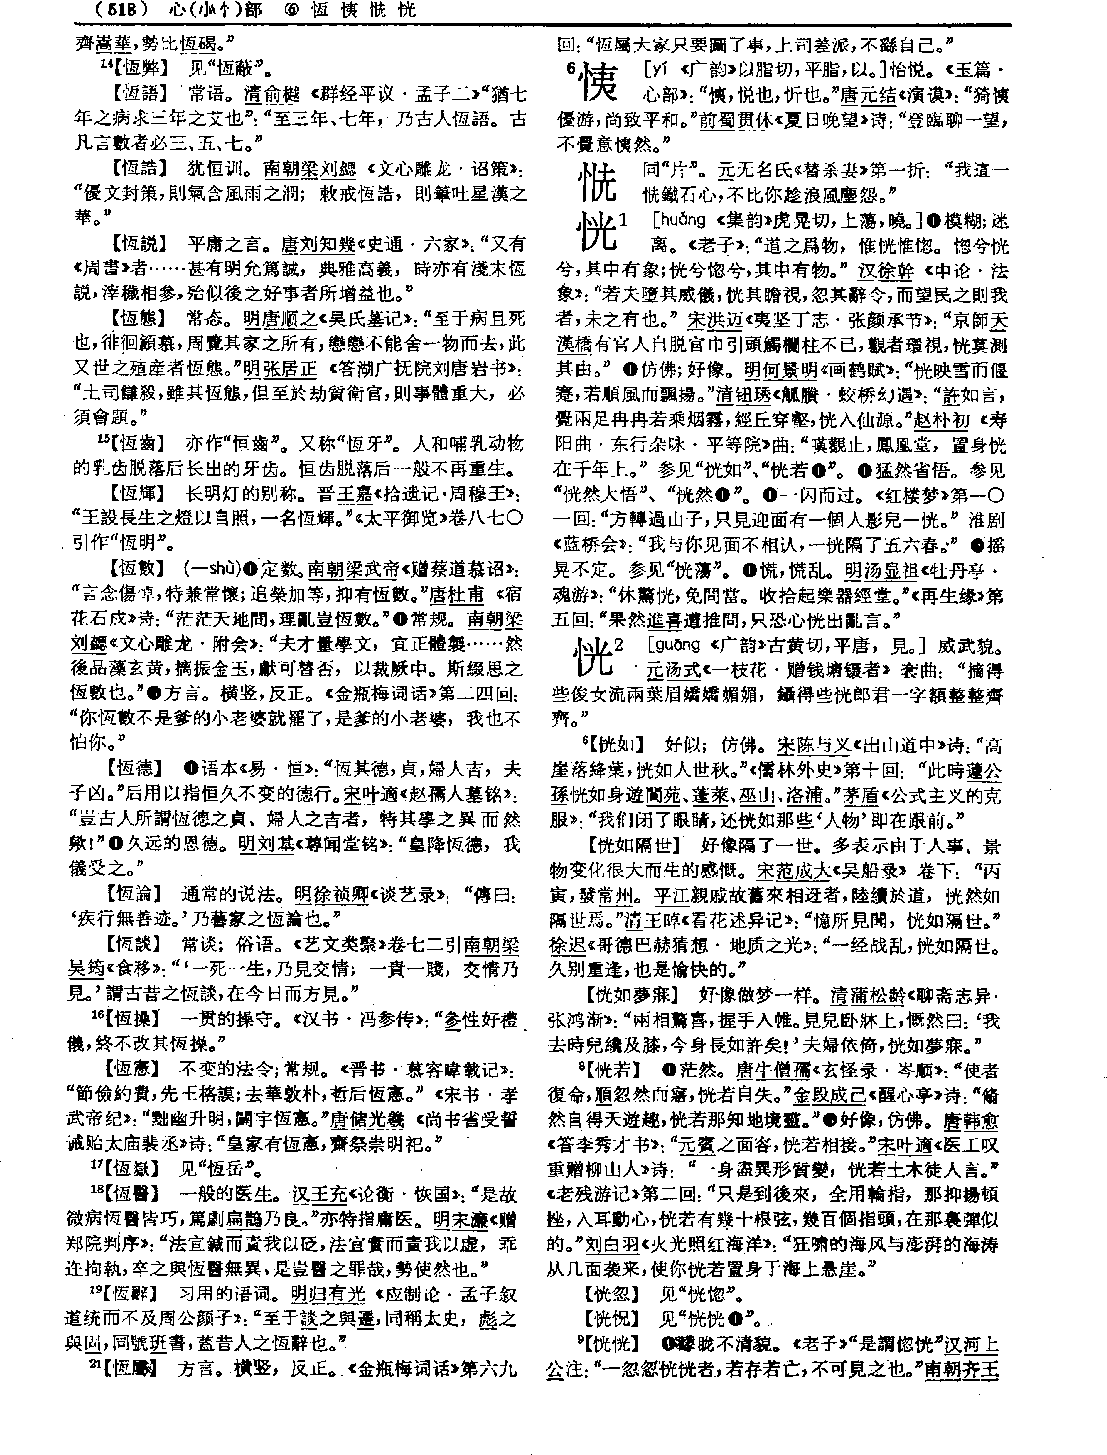 (518) 心(小忄)部 ⑥ 恆 恞 恍
齊嵩華，勢比恆碣。”
14【恆弊】 见“恆蔽”。
【恆語】 常语。清俞樾《群经平议·孟子二》“猶七
年之病求三年之艾也”：“至三年、七年，乃古人恆語。古
凡言數者必三、五、七。”
【恆誥】 犹恒训。南朝梁刘勰《文心雕龙·诏策》：
“優文封策，則氣含風雨之潤；敕戒恆誥，則筆吐星漢之
華。”
【恆説】 平庸之言。唐刘知幾《史通·六家》：“又有
《周書》者……甚有明允篤誠，典雅高義，時亦有淺末恆
説，滓穢相參，殆似後之好事者所增益也。”
【恆態】 常态。明唐顺之《吴氏墓记》：“至于病且死
也，徘徊顧慕，周覽其家之所有，戀戀不能舍一物而去，此
又世之殖産者恆態。”明张居正《答湖广抚院刘唐岩书》：
“土司讎殺，雖其恆態，但至於劫質衛官，則事體重大，必
須會題。”
15【恆齒】 亦作“恒齒”。又称“恆牙”。人和哺乳动物
的乳齿脱落后长出的牙齿。恒齿脱落后一般不再重生。
【恆輝】 长明灯的别称。晋王嘉《拾遗记·周穆王》：
“王設長生之燈以自照，一名恆輝。”《太平御览》卷八七〇
引作“恆明”。
【恆數】 (—shù)❶定数。南朝梁武帝《赠蔡道恭诏》：
“言念傷悼，特兼常懷；追榮加等，抑有恆數。”唐杜甫《宿
花石戍》诗：“茫茫天地間，理亂豈恆數。”❷常规。南朝梁
刘勰《文心雕龙·附会》：“夫才量學文，宜正體製……然
後品藻玄黄，摛振金玉，獻可替否，以裁厥中。斯綴思之
恆數也。”❸方言。横竖，反正。《金瓶梅词话》第二四回：
“你恆數不是爹的小老婆就罷了，是爹的小老婆，我也不
怕你。”
【恆德】 ❶语本《易·恒》：“恆其德，貞，婦人吉，夫
子凶。”后用以指恒久不变的德行。宋叶適《赵孺人墓铭》：
“豈古人所謂恆德之貞、婦人之吉者，特其學之異而然
歟！”❷久远的恩德。明刘基《尊闻堂铭》：“皇降恆德，我
儀受之。”
【恆論】 通常的说法。明徐祯卿《谈艺录》：“傳曰：
‘疾行無善迹。’乃藝家之恆論也。”
【恆談】 常谈；俗语。《艺文类聚》卷七二引南朝梁
吴筠《食移》：“‘一死一生，乃見交情；一貴一賤，交情乃
見。’謂古昔之恆談，在今日而方見。”
16【恆操】 一贯的操守。《汉书·冯参传》：“參性好禮
儀，終不改其恆操。”
【恆憲】 不变的法令；常规。《晋书·慕容暐载记》：
“節儉約費，先王格謨；去華敦朴，哲后恆憲。”《宋书·孝
武帝纪》：“黜幽升明，闢宇恆憲。”唐储光羲《尚书省受誓
诫贻太庙裴丞》诗：“皇家有恆憲，齋祭崇明祀。”
17【恆嶽】 见“恆岳”。
18【恆醫】 一般的医生。汉王充《论衡·恢国》：“是故
微病恆醫皆巧，篤劇扁鵲乃良。”亦特指庸医。明宋濂《赠
郑院判序》：“法宜鍼而責我以砭，法宜實而責我以虚，乖
迕拘執，卒之與恆醫無異，是豈醫之罪哉，勢使然也。”
19【恆辭】 习用的语词。明归有光《应制论·孟子叙
道统而不及周公颜子》：“至于談之與遷，同稱太史，彪之
與固，同號班書，蓋昔人之恆辭也。”
21【恆屬】 方言。横竖，反正。《金瓶梅词话》第六九
回：“恆屬大家只要圖了事，上司差派，不繇自己。”
6恞 [yí《广韵》以脂切，平脂，以。]怡悦。《玉篇·
心部》：“恞，悦也，忻也。”唐元结《演谟》：“猗恞
優游，尚致平和。”前蜀贯休《夏日晚望》诗：“登臨聊一望，
不覺意恞然。”
同“片”。元无名氏《替杀妻》第一折：“我這一
鐵石心，不比你趁浪風塵怨。”
恍1 [huǎng《集韵》虎晃切，上蕩，曉。]❶模糊；迷
离。《老子》：“道之爲物，惟恍惟惚。惚兮恍
兮，其中有象；恍兮惚兮，其中有物。”汉徐幹《中论·法
象》：“若夫墮其威儀，恍其瞻視，忽其辭令，而望民之則我
者，未之有也。”宋洪迈《夷坚丁志·张颜承节》：“京師天
漢橋有官人自脱冠巾引頭觸欄柱不已，觀者環視，恍莫測
其由。”❷仿佛；好像。明何景明《画鹤赋》：“恍映雪而偃
蹇，若順風而飄揚。”清钮琇《觚賸·蛟桥幻遇》：“許如言，
覺兩足冉冉若乘烟霧，經丘穿壑，恍入仙源。”赵朴初《寿
阳曲·东行杂咏·平等院》曲：“嘆觀止，鳳凰堂，置身恍
在千年上。”参见“恍如”、“恍若❷”。❸猛然省悟。参见
“恍然大悟”、“恍然❶”。❹一闪而过。《红楼梦》第一〇
一回：“方轉過山子，只見迎面有一個人影兒一恍。”淮剧
《蓝桥会》：“我与你见面不相认，一恍隔了五六春。”❺摇
晃不定。参见“恍蕩”。❻慌，慌乱。明汤显祖《牡丹亭·
魂游》：“休驚恍，免問當。收拾起樂器經堂。”《再生缘》第
五回：“果然進喜遭推問，只恐心恍出亂言。”
恍2 [guāng《广韵》古黄切，平唐，見。]威武貌。
元汤式《一枝花·赠钱塘镊者》套曲：“摘得
些俊女流兩葉眉嬌嬌媚媚，鑷得些恍郎君一字額整整齊
齊。”
6【恍如】 好似；仿佛。宋陈与义《出山道中》诗：“高
崖落絳葉，恍如人世秋。”《儒林外史》第十回：“此時蘧公
孫恍如身遊閬苑、蓬萊、巫山、洛浦。”茅盾《公式主义的克
服》：“我们闭了眼睛，还恍如那些‘人物’即在眼前。”
【恍如隔世】 好像隔了一世。多表示由于人事、景
物变化很大而生的感慨。宋范成大《吴船录》卷下：“丙
寅，發常州。平江親戚故舊來相迓者，陸續於道，恍然如
隔世焉。”清王晫《看花述异记》：“憶所見聞，恍如隔世。”
徐迟《哥德巴赫猜想·地质之光》：“一经战乱，恍如隔世。
久别重逢，也是愉快的。”
【恍如夢寐】 好像做梦一样。清蒲松龄《聊斋志异·
张鸿渐》：“兩相驚喜，握手入帷。見兒卧牀上，慨然曰：‘我
去時兒纔及膝，今身長如許矣！’夫婦依倚，恍如夢寐。”
8【恍若】 ❶茫然。唐牛僧孺《玄怪录·岑顺》：“使者
復命，順忽然而寤，恍若自失。”金段成己《醒心亭》诗：“翛
然自得天遊趣，恍若那知地境靈。”❷好像，仿佛。唐韩愈
《答李秀才书》：“元賓之面容，恍若相接。”宋叶適《医工叹
重赠柳山人》诗：“一身盡異形質變，恍若土木徒人言。”
《老残游记》第二回：“只是到後來，全用輪指，那抑揚頓
挫，入耳動心，恍若有幾十根弦，幾百個指頭，在那裏彈似
的。”刘白羽《火光照红海洋》：“狂啸的海风与澎湃的海涛
从几面袭来，使你恍若置身于海上悬崖。”
【恍忽】 见“恍惚”。
【恍怳】 见“恍恍❶”。
9【恍恍】 ❶朦胧不清貌。《老子》“是謂惚恍”汉河上
公注：“一忽忽恍恍者，若存若亡，不可見之也。”南朝齐王